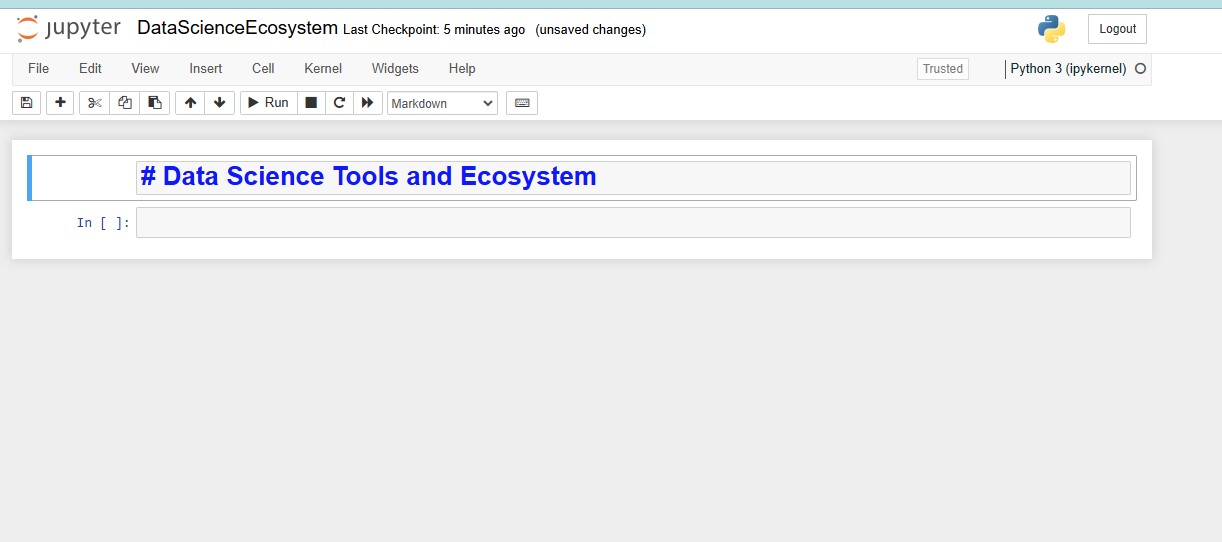 jupyter DataScienceEcosystem Last Checkpoint: 5 minutes ago (unsaved changes) Logout
File Edit View Insert Cell Kernel Widgets Help Trusted Python 3 (ipykernel)
Run Markdown
# Data Science Tools and Ecosystem
In [ ]: